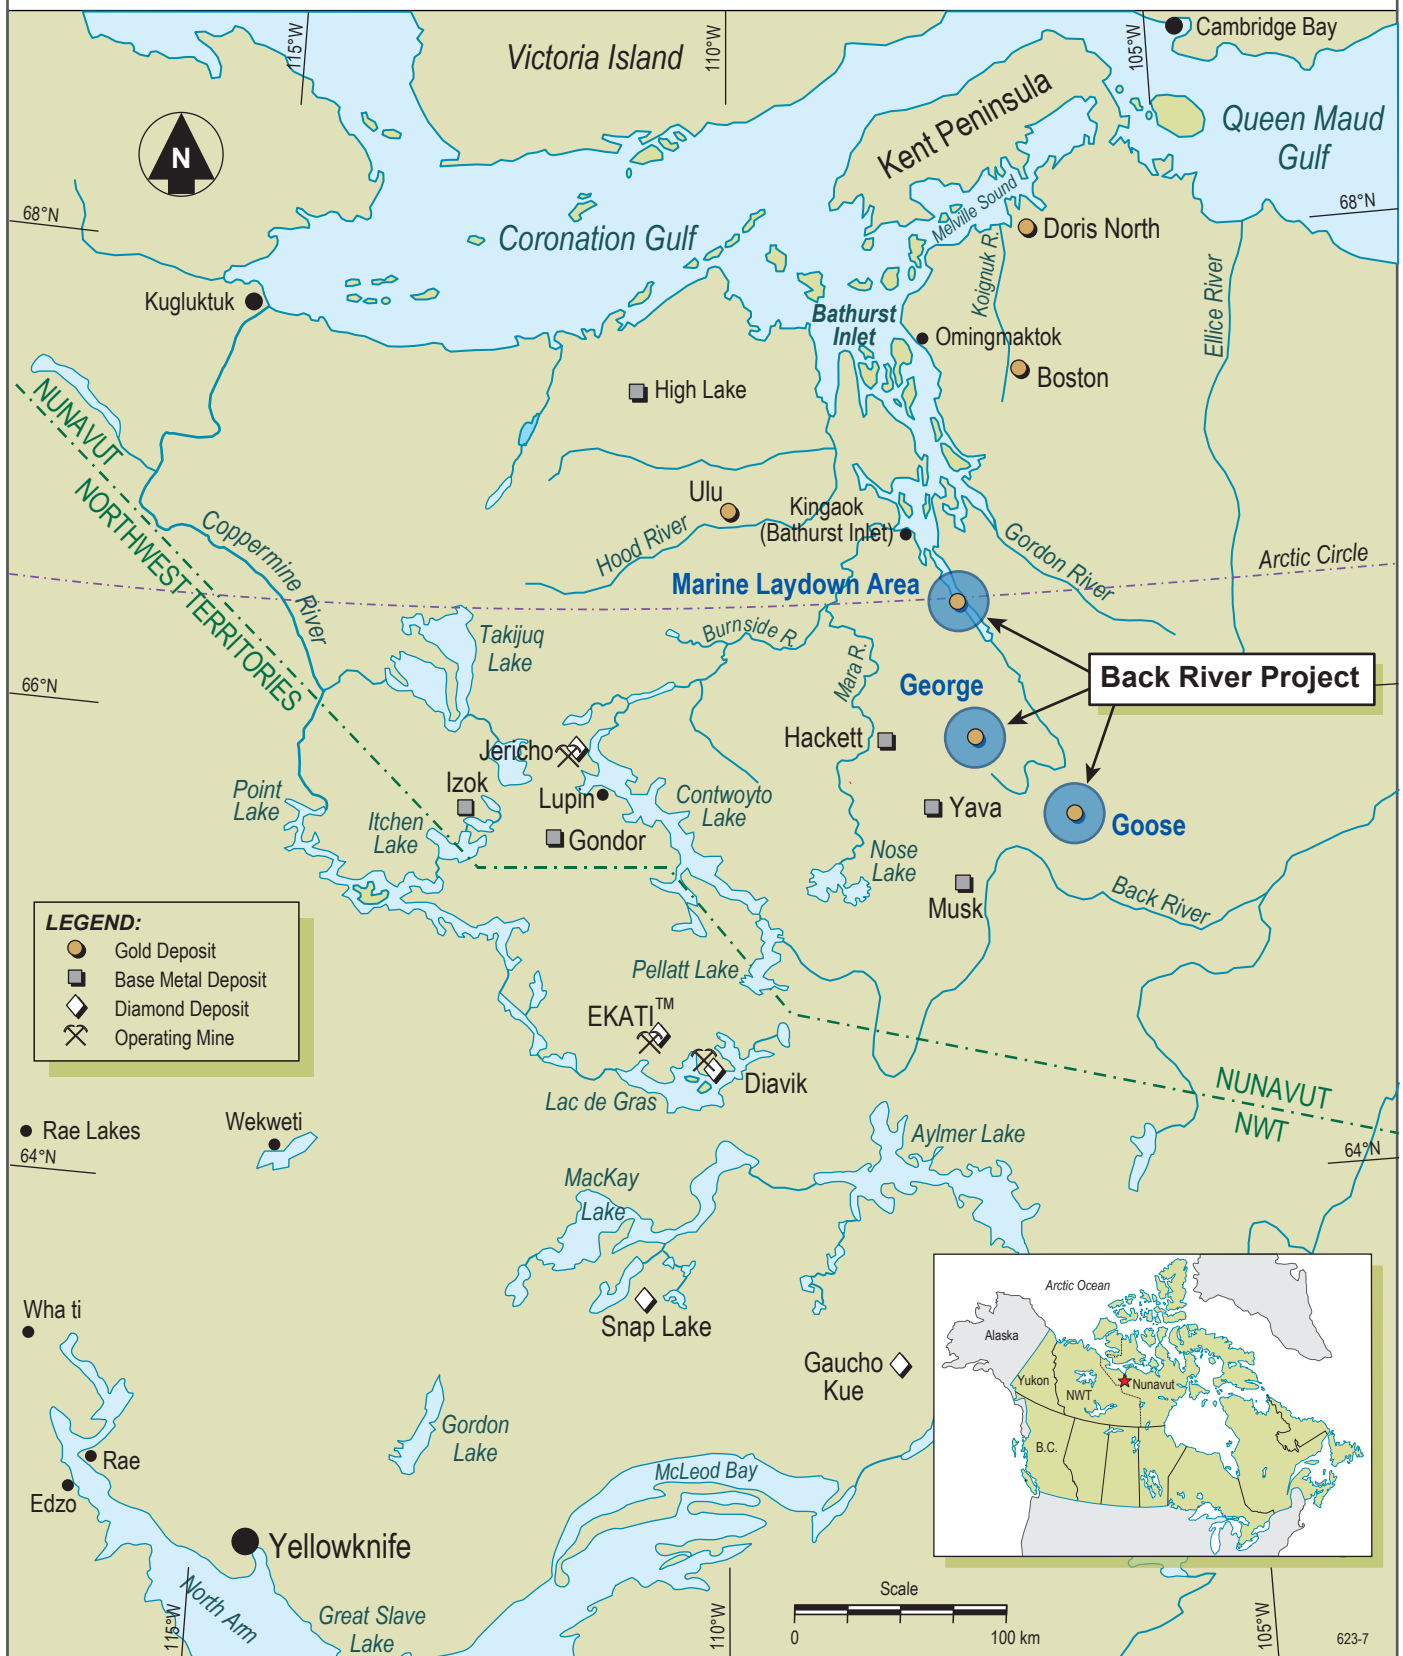 115°W
Victoria Island
110°W
105°W
Cambridge Bay
Queen Maud
Gulf
Kent Peninsula
N
68°N
68°N
Melville Sound
Doris North
Coronation Gulf
Koignuk R.
Ellice River
Kugluktuk
Bathurst
Inlet
Omingmaktok
Boston
High Lake
NUNAVUT
NORTHWEST TERRITORIES
Ulu
Kingaok
(Bathurst Inlet)
Coppermine River
Hood River
Gordon River
Arctic Circle
Marine Laydown Area
Takijuq
Lake
Burnside R.
Mara R.
66°N
George
Back River Project
Hackett
Jericho
Izok
Lupin
Point
Lake
Itchen
Lake
Contwoyto
Lake
Yava
Goose
Gondor
Nose
Lake
Musk
Back River
LEGEND:
Gold Deposit
Base Metal Deposit
Diamond Deposit
Operating Mine
Pellatt Lake
EKATI™
Diavik
Lac de Gras
NUNAVUT
NWT
Rae Lakes
Wekweti
64°N
64°N
Aylmer Lake
MacKay
Lake
Snap Lake
Gaucho
Kue
Wha ti
Gordon
Lake
Rae
Edzo
McLeod Bay
Yellowknife
North Arm
Great Slave
Lake
115°W
110°W
105°W
Arctic Ocean
Alaska
Yukon
NWT
Nunavut
B.C.
Scale
0
100 km
623-7